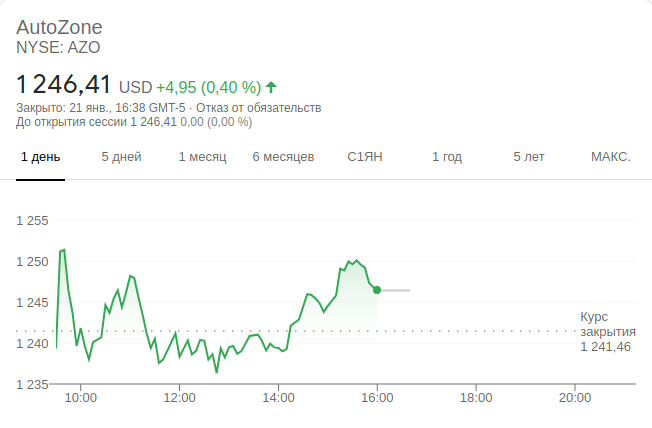 AutoZone
NYSE: AZO
1 246,41 USD +4,95 (0,40 %)
Закрыто: 21 янв., 16:38 GMT-5 · Отказ от обязательств
До открытия сессии 1 246,41 0,00 (0,00 %)
1 день 5 дней 1 месяц 6 месяцев С1ЯН 1 год 5 лет МАКС.
1 255
1 250
1 245
1 240
1 235
Курс
закрытия
1 241,46
10:00 12:00 14:00 16:00 18:00 20:00